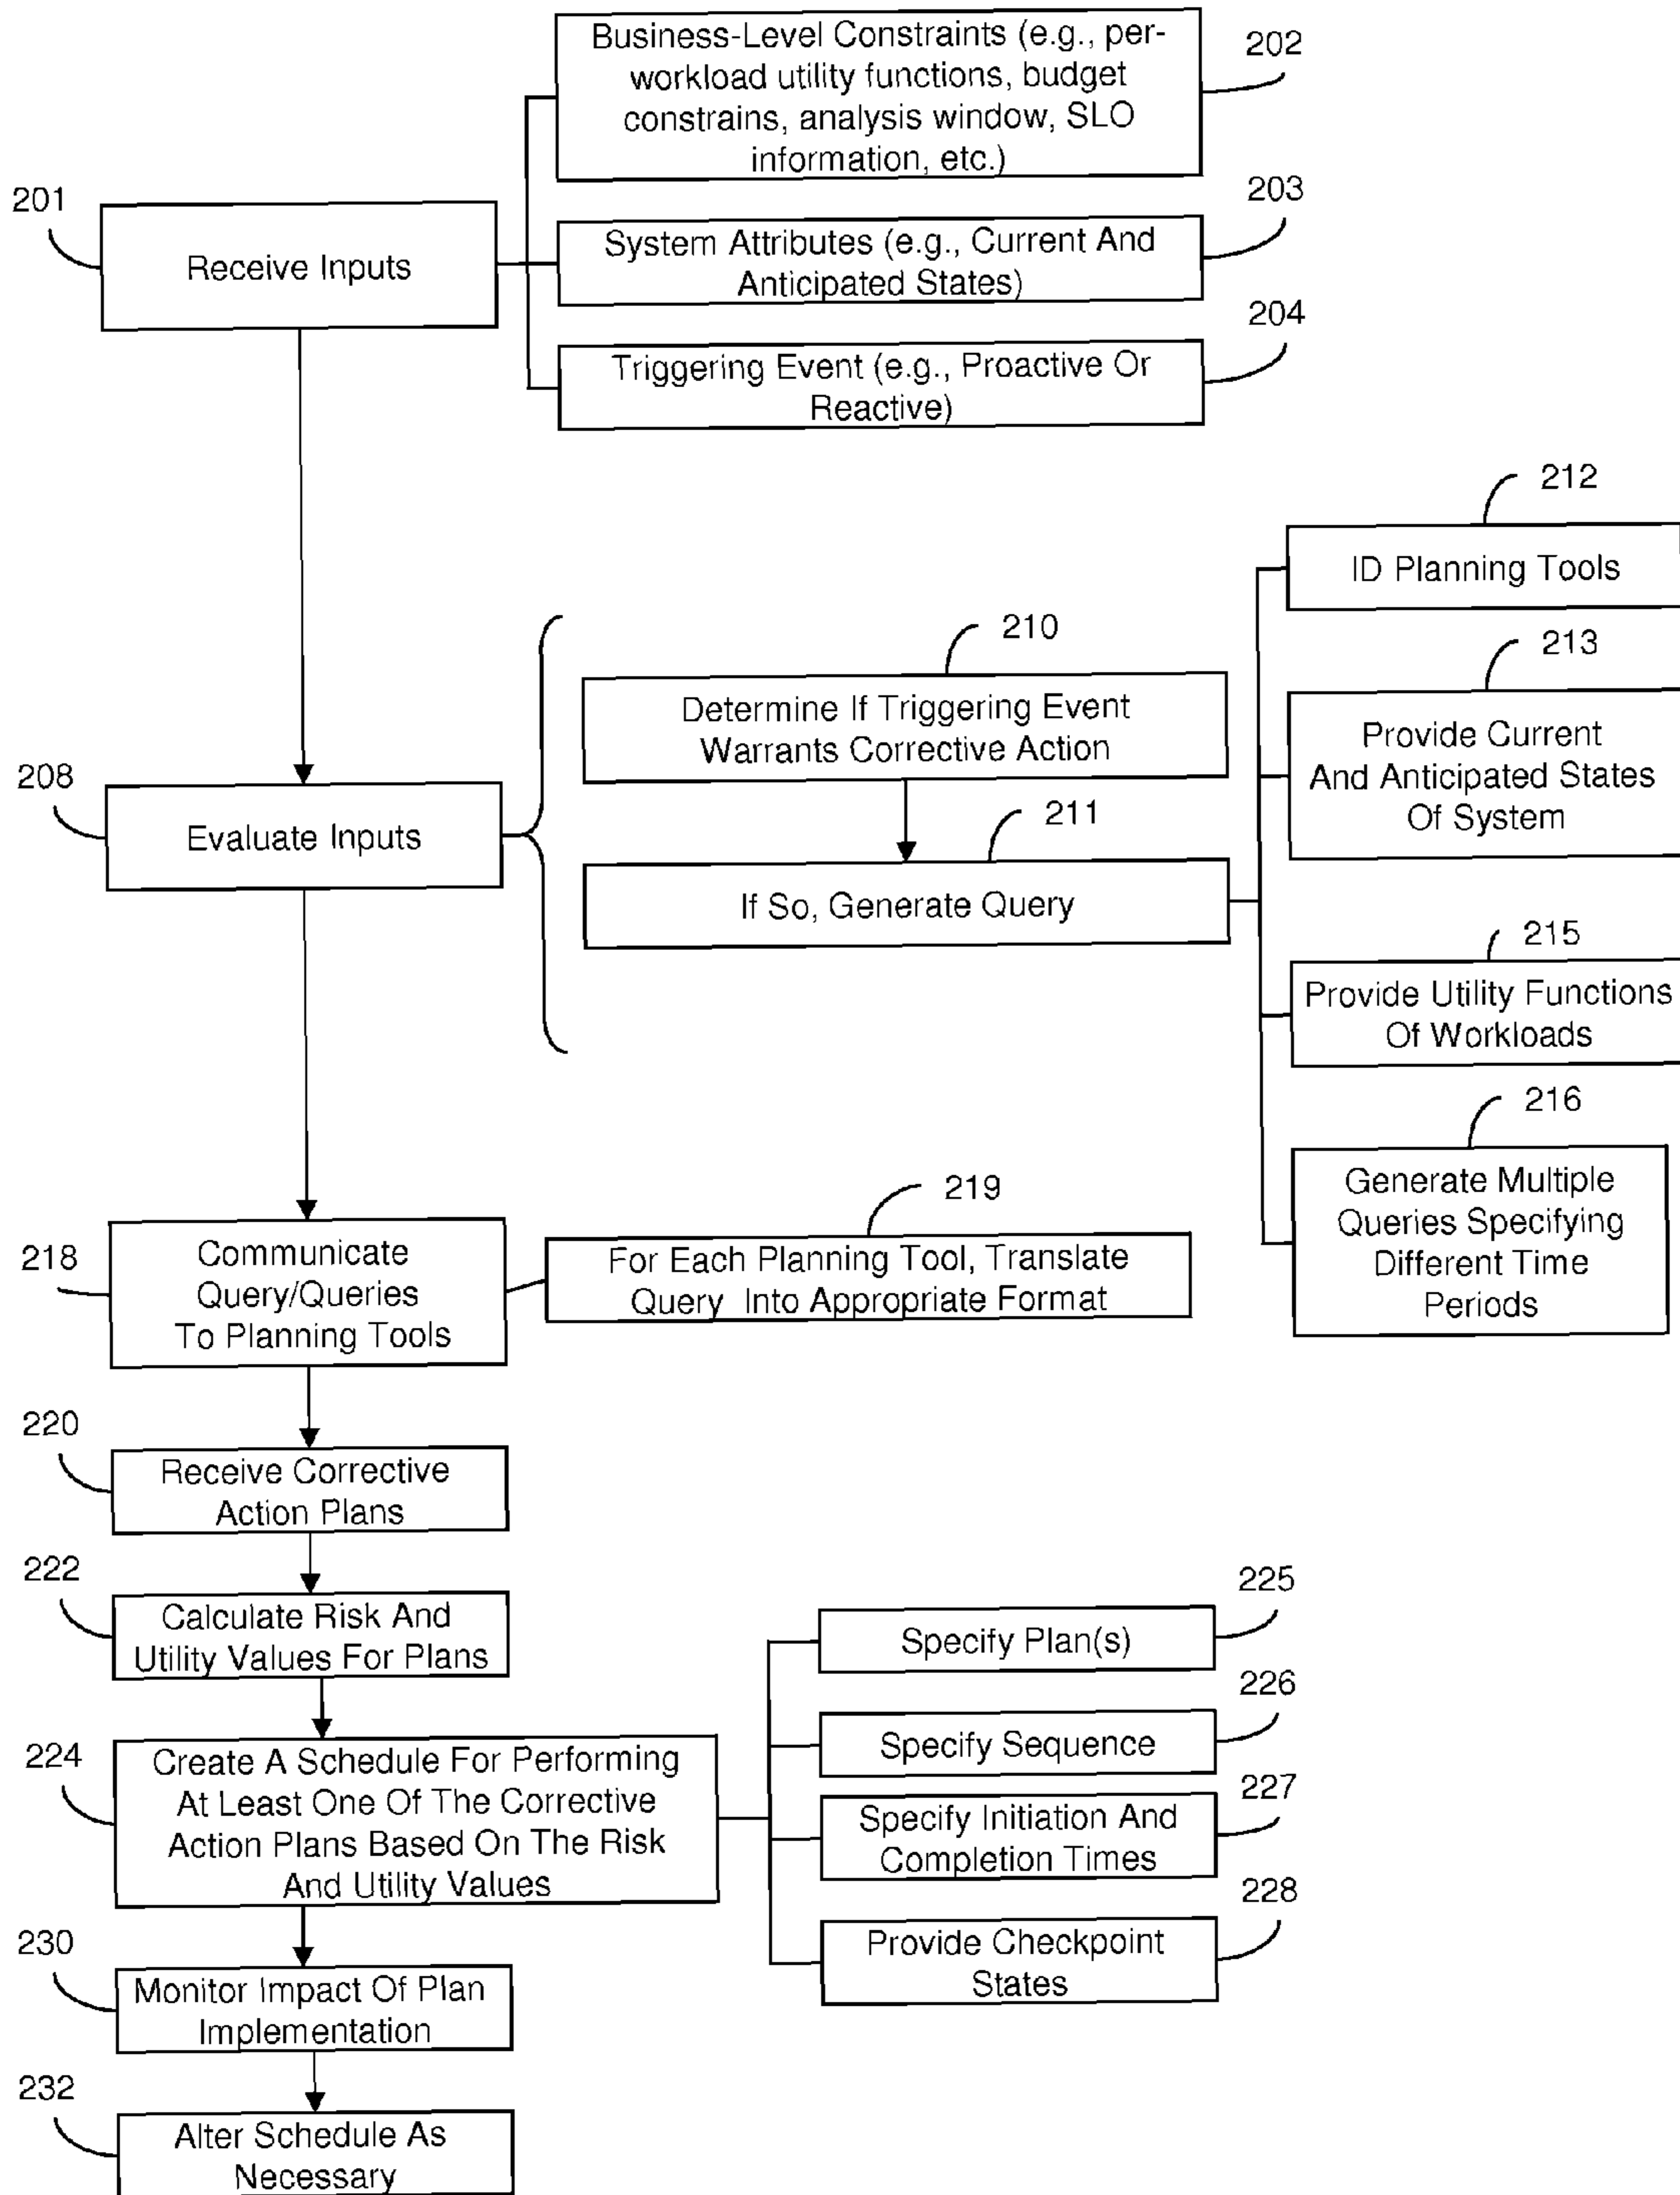 Business-Level Constraints (e.g., per-
workload utility functions, budget
constrains, analysis window, SLO
information, etc.)
202
201
Receive Inputs
System Attributes (e.g., Current And
Anticipated States)
203
Triggering Event (e.g., Proactive Or
Reactive)
204
212
ID Planning Tools
210
Determine If Triggering Event
Warrants Corrective Action
213
Provide Current
And Anticipated States
Of System
208
Evaluate Inputs
211
If So, Generate Query
215
Provide Utility Functions
Of Workloads
216
Generate Multiple
Queries Specifying
Different Time
Periods
218
Communicate
Query/Queries
To Planning Tools
219
For Each Planning Tool, Translate
Query Into Appropriate Format
220
Receive Corrective
Action Plans
222
Calculate Risk And
Utility Values For Plans
224
Create A Schedule For Performing
At Least One Of The Corrective
Action Plans Based On The Risk
And Utility Values
225
Specify Plan(s)
226
Specify Sequence
227
Specify Initiation And
Completion Times
228
Provide Checkpoint
States
230
Monitor Impact Of Plan
Implementation
232
Alter Schedule As
Necessary